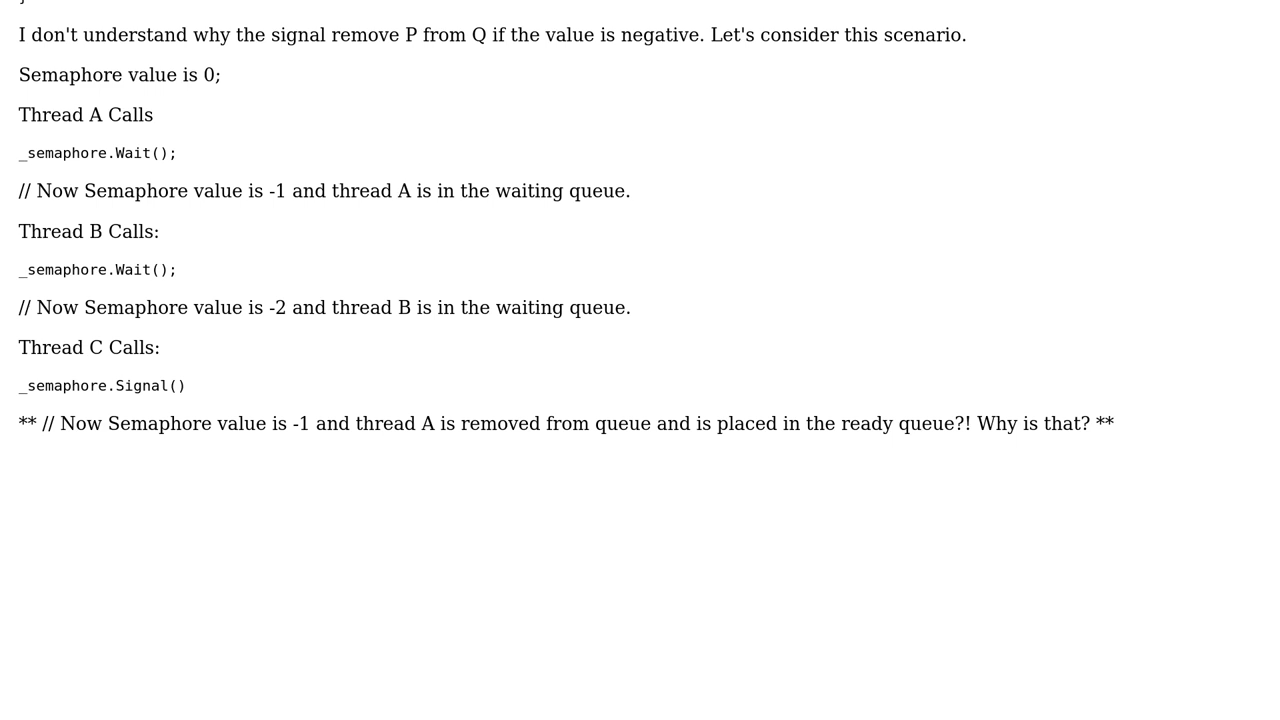 }
I don't understand why the signal remove P from Q if the value is negative. Let's consider this scenario.
Semaphore value is 0;
Thread A Calls
_semaphore.Wait();
// Now Semaphore value is -1 and thread A is in the waiting queue.
Thread B Calls:
_semaphore.Wait();
// Now Semaphore value is -2 and thread B is in the waiting queue.
Thread C Calls:
_semaphore.Signal()
** // Now Semaphore value is -1 and thread A is removed from queue and is placed in the ready queue?! Why is that? **